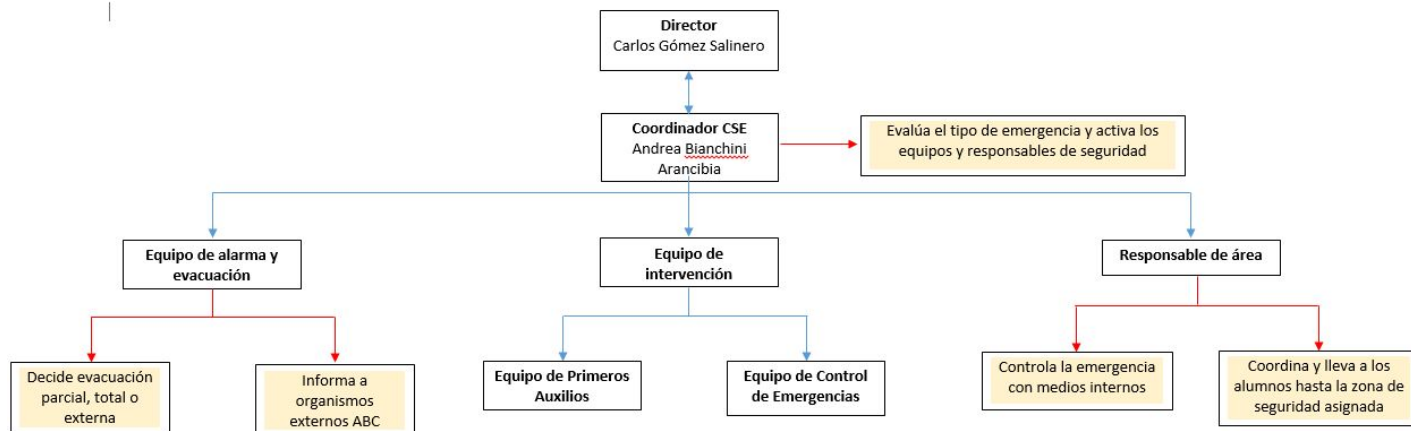 Director
Carlos Gómez Salinero
Coordinador CSE
Andrea Bianchini
Arancibia
Evalúa el tipo de emergencia y activa los
equipos y responsables de seguridad
Equipo de alarma y
evacuación
Equipo de
intervención
Responsable de área
Decide evacuación
parcial, total o
externa
Informa a
organismos
externos ABC
Equipo de Primeros
Auxilios
Equipo de Control
de Emergencias
Controla la emergencia
con medios internos
Coordina y lleva a los
alumnos hasta la zona de
seguridad asignada